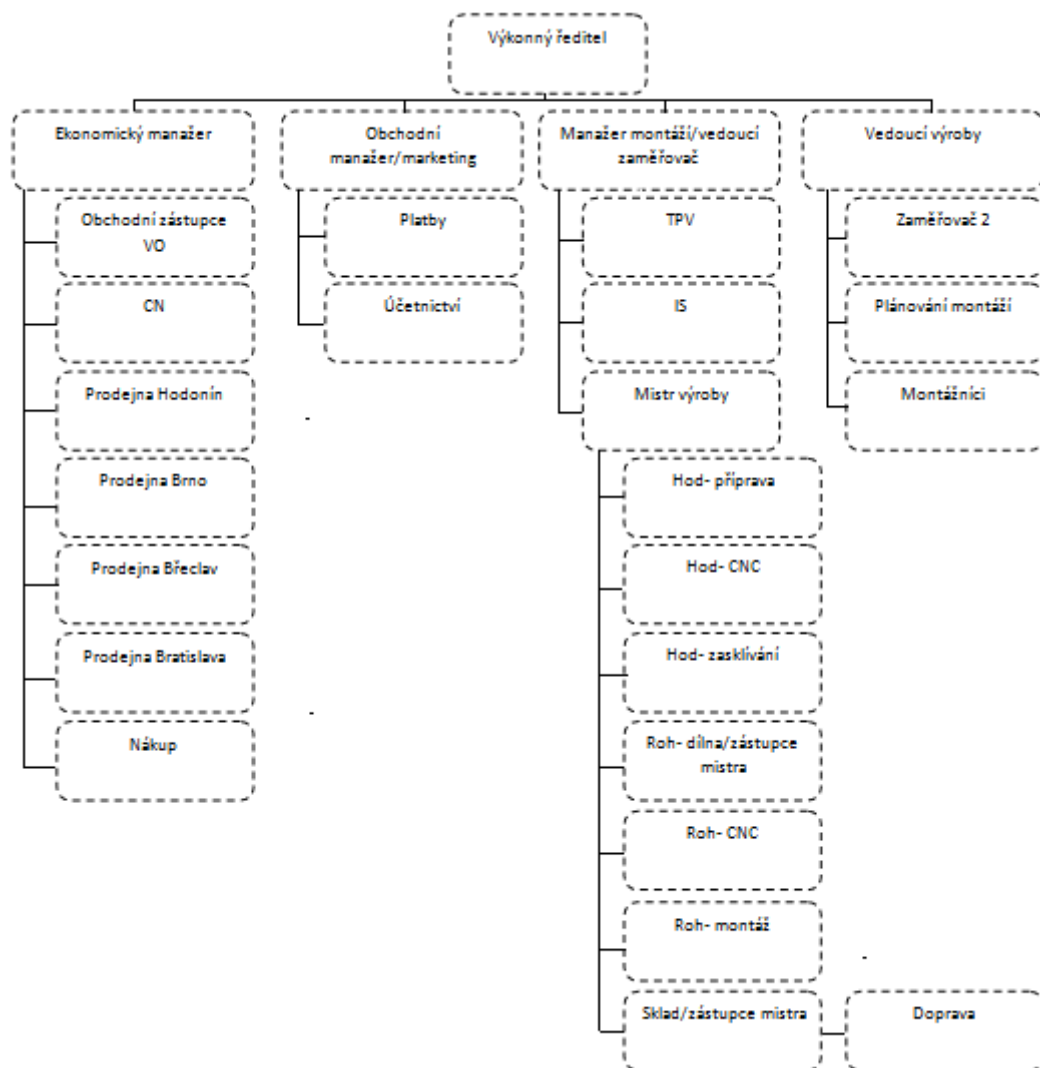 Výkonný ředitel
Ekonomický manažer
Obchodní
manažer/marketing
Manažer montáží/vedoucí
zaměřovač
Vedoucí výroby
Obchodní zástupce
VO
CN
Prodejna Hodonín
Prodejna Brno
Prodejna Břeclav
Prodejna Bratislava
Nákup
Platby
Účetnictví
-
-
TPV
IS
Mistr výroby
Hod- příprava
Hod- CNC
Hod- zasklívání
Roh- dílna/zástupce
mistra
Roh- CNC
Roh- montáž
Sklad/zástupce mistra
Doprava
Zaměřovač 2
Plánování montáží
Montážníci
-